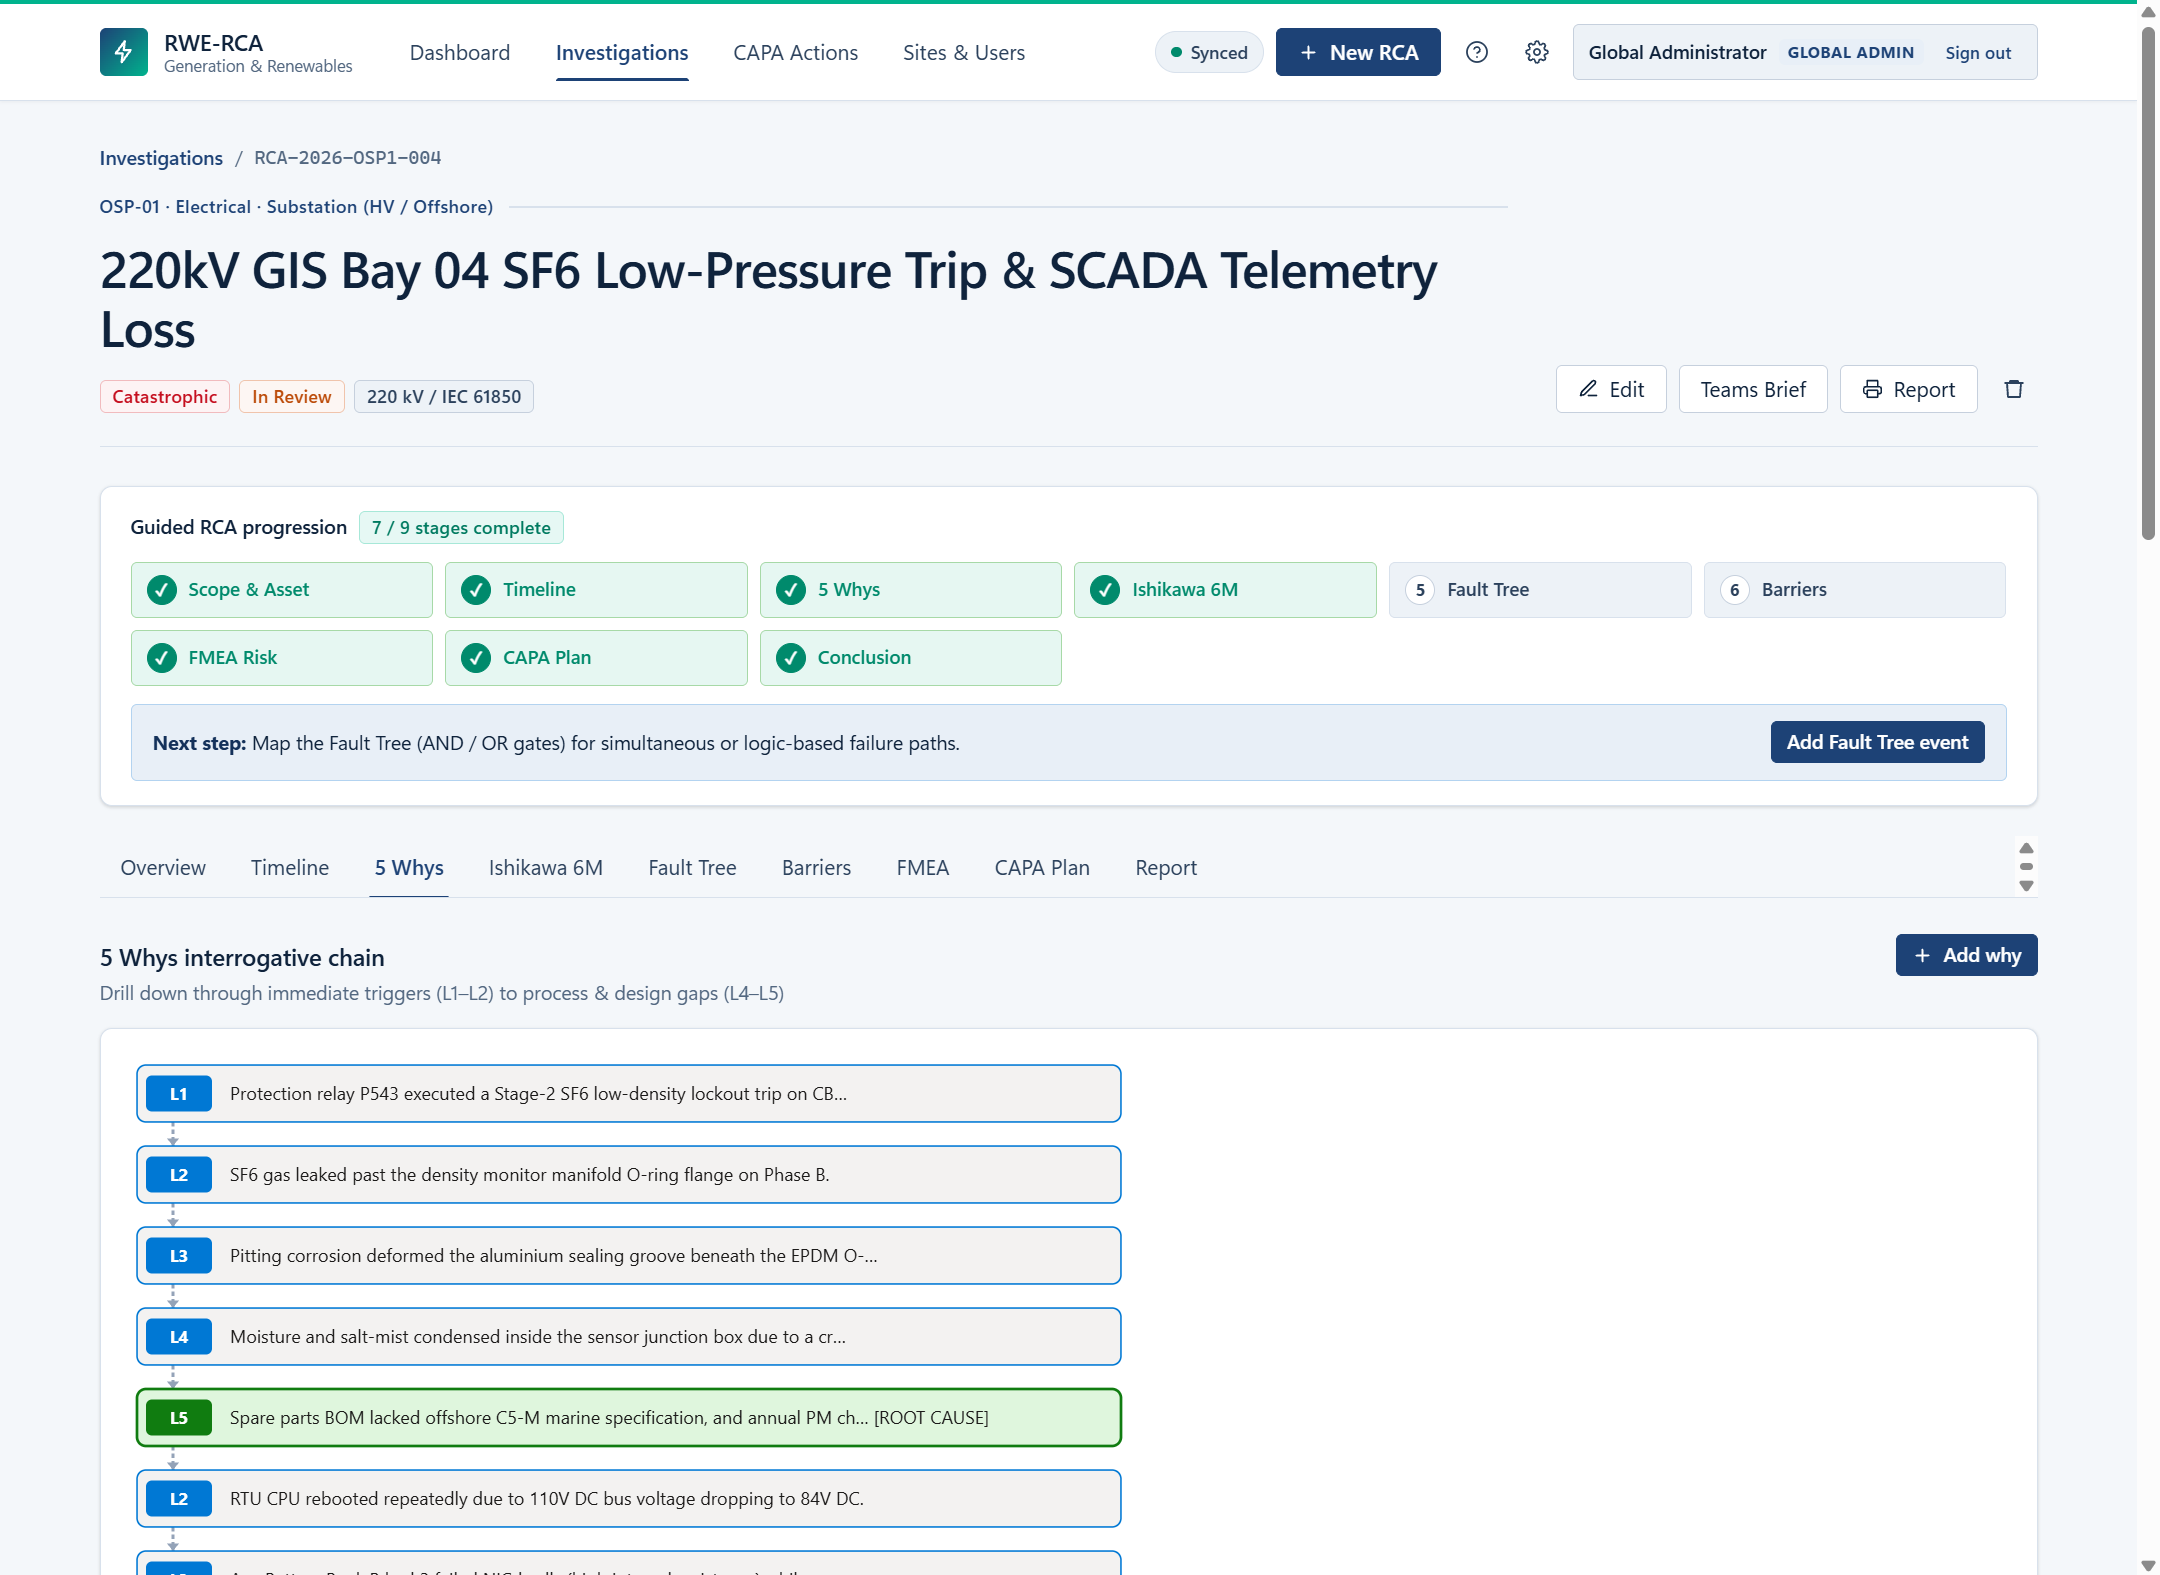 RWE-RCA
Generation & Renewables
Dashboard
Investigations
CAPA Actions
Sites & Users
Synced
+ New RCA
Global Administrator GLOBAL ADMIN Sign out
Investigations / RCA-2026-OSP1-004
OSP-01 · Electrical · Substation (HV / Offshore)
220kV GIS Bay 04 SF6 Low-Pressure Trip & SCADA Telemetry
Loss
Catastrophic
In Review
220 kV / IEC 61850
Edit
Teams Brief
Report
Guided RCA progression 7 / 9 stages complete
Scope & Asset
Timeline
5 Whys
Ishikawa 6M
5 Fault Tree
6 Barriers
FMEA Risk
CAPA Plan
Conclusion
Next step: Map the Fault Tree (AND / OR gates) for simultaneous or logic-based failure paths.
Add Fault Tree event
Overview
Timeline
5 Whys
Ishikawa 6M
Fault Tree
Barriers
FMEA
CAPA Plan
Report
5 Whys interrogative chain
+ Add why
Drill down through immediate triggers (L1–L2) to process & design gaps (L4–L5)
L1 Protection relay P543 executed a Stage-2 SF6 low-density lockout trip on CB...
L2 SF6 gas leaked past the density monitor manifold O-ring flange on Phase B.
L3 Pitting corrosion deformed the aluminium sealing groove beneath the EPDM O-...
L4 Moisture and salt-mist condensed inside the sensor junction box due to a cr...
L5 Spare parts BOM lacked offshore C5-M marine specification, and annual PM ch... [ROOT CAUSE]
L2 RTU CPU rebooted repeatedly due to 110V DC bus voltage dropping to 84V DC.